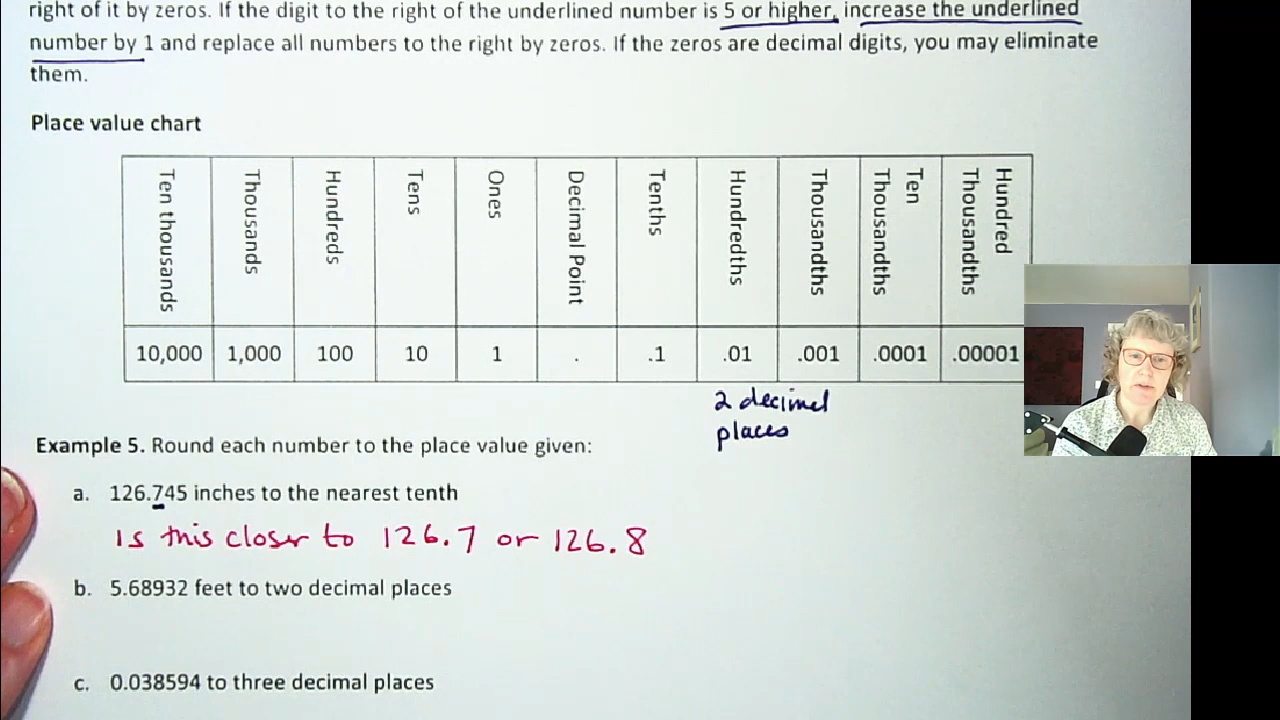 right of it by zeros. If the digit to the right of the underlined number is 5 or higher, increase the underlined
number by 1 and replace all numbers to the right by zeros. If the zeros are decimal digits, you may eliminate
them.
Place value chart
Ten thousands
Thousands
Hundreds
Tens
Ones
Decimal Point
Tenths
Hundredths
Thousandths
Ten
Thousandths
Hundred
Thousandths
10,000 1,000 100 10 1 . .1 .01 .001 .0001 .00001
2 decimal
places
Example 5. Round each number to the place value given:
a. 126.745 inches to the nearest tenth
Is this closer to 126.7 or 126.8
b. 5.68932 feet to two decimal places
c. 0.038594 to three decimal places